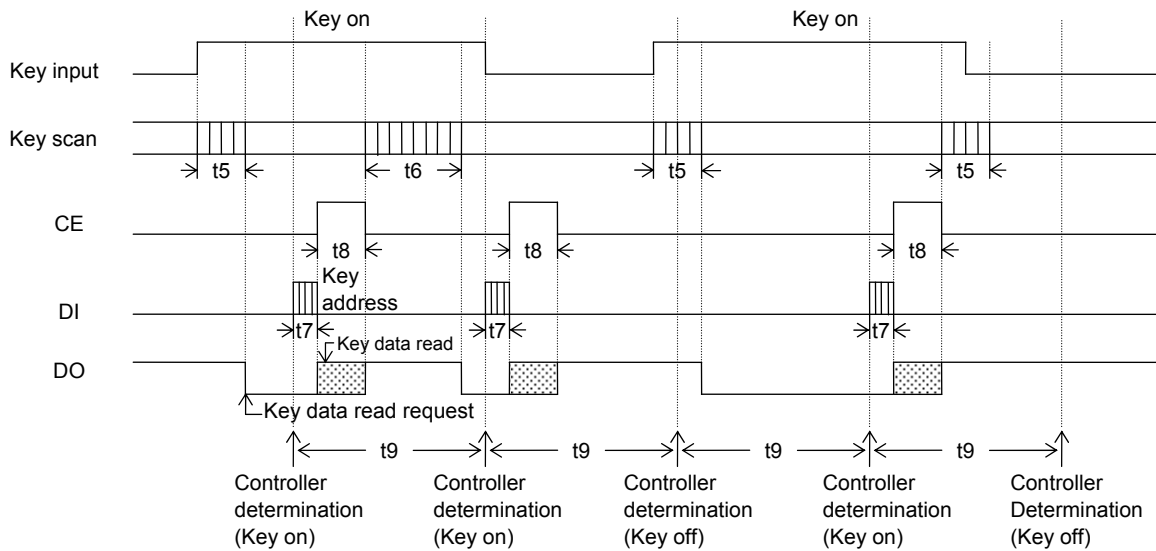 Key on
Key on
Key input
Key scan
t5
t6
t5
t5
CE
t8
t8
t8
Key
address
DI
t7
t7
t7
Key data read
DO
Key data read request
t9
t9
t9
t9
Controller
determination
(Key on)
Controller
determination
(Key on)
Controller
determination
(Key off)
Controller
determination
(Key on)
Controller
Determination
(Key off)